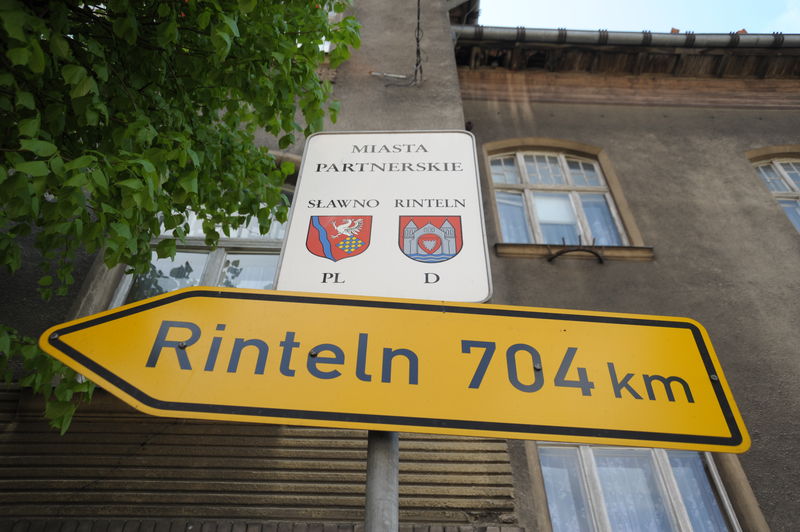 MIASTA
PARTNERSKIE
SŁAWNO RINTELN
PL D
Rinteln 704 km